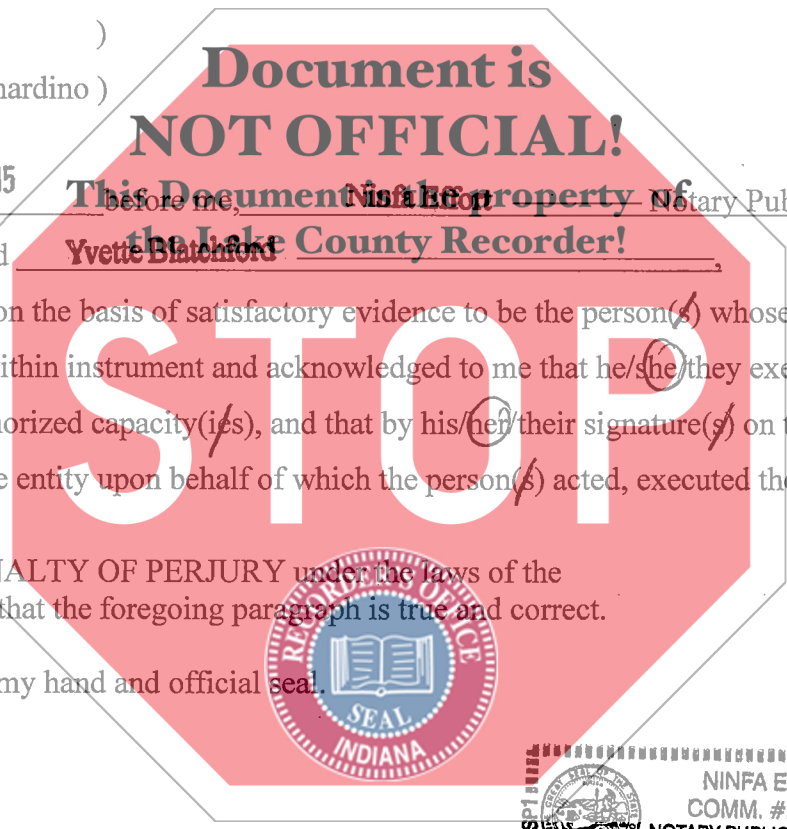 )
nardino )
Document is
NOT OFFICIAL!
This Document is the property of
the Lake County Recorder!
before me, Ninfa Effort Notary Pub
Yvette Blatchford ,
on the basis of satisfactory evidence to be the person(s) whose
ithin instrument and acknowledged to me that he/she/they exe
orized capacity(ies), and that by his/her/their signature(s) on t
e entity upon behalf of which the person(s) acted, executed the
STOP
NALTY OF PERJURY under the laws of the
that the foregoing paragraph is true and correct.
my hand and official seal.
RECORDER'S OFFICE
SEAL
INDIANA
NINFA E
COMM. #
NOTARY PUBLIC